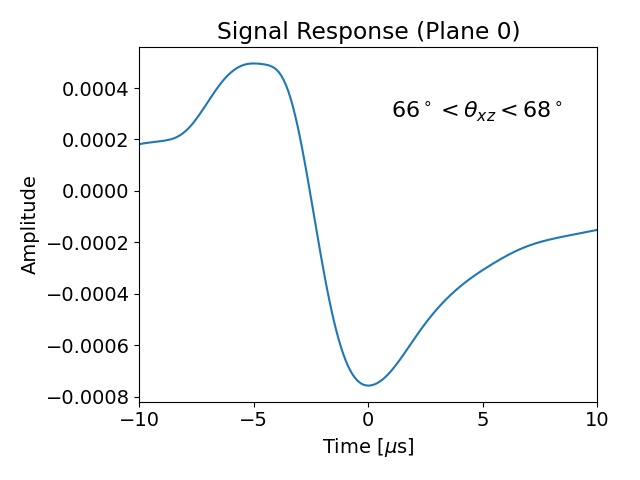 Signal Response (Plane 0)
66° < θxz < 68°
Amplitude
0.0004
0.0002
0.0000
−0.0002
−0.0004
−0.0006
−0.0008
−10 −5 0 5 10
Time [μs]